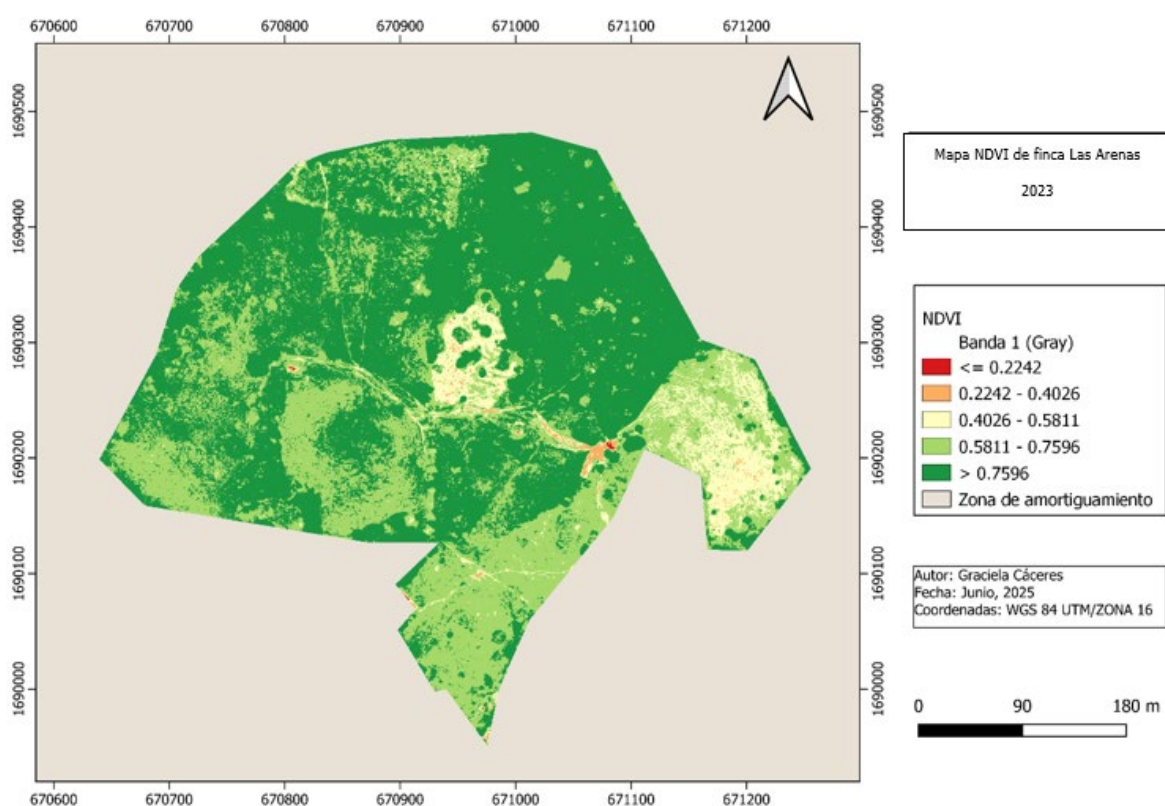 670600 670700 670800 670900 671000 671100 671200
1690500
1690400
1690300
1690200
1690100
1690000
1690500
1690400
1690300
1690200
1690100
1690000
670600 670700 670800 670900 671000 671100 671200
Mapa NDVI de finca Las Arenas
2023
NDVI
Banda 1 (Gray)
<= 0.2242
0.2242 - 0.4026
0.4026 - 0.5811
0.5811 - 0.7596
> 0.7596
Zona de amortiguamiento
Autor: Graciela Cáceres
Fecha: Junio, 2025
Coordenadas: WGS 84 UTM/ZONA 16
0 90 180 m